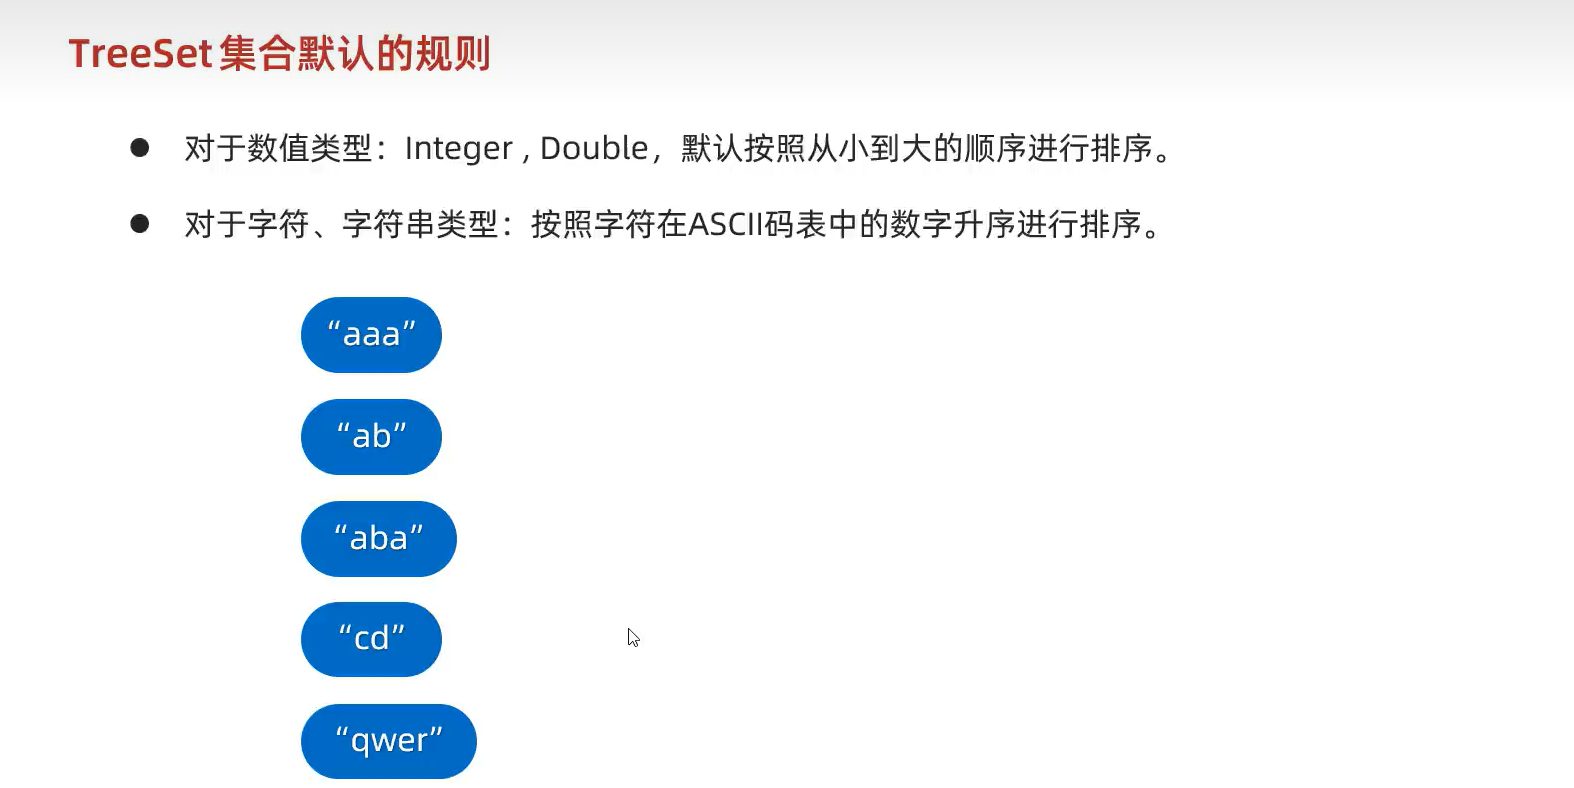 TreeSet集合默认的规则
● 对于数值类型：Integer , Double，默认按照从小到大的顺序进行排序。
● 对于字符、字符串类型：按照字符在ASCII码表中的数字升序进行排序。
“aaa”
“ab”
“aba”
“cd”
“qwer”